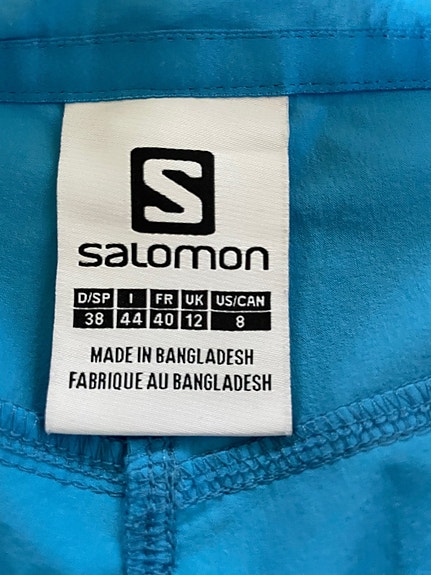 S
salomon
D/SP I FR UK US/CAN
38 44 40 12 8
MADE IN BANGLADESH
FABRIQUE AU BANGLADESH